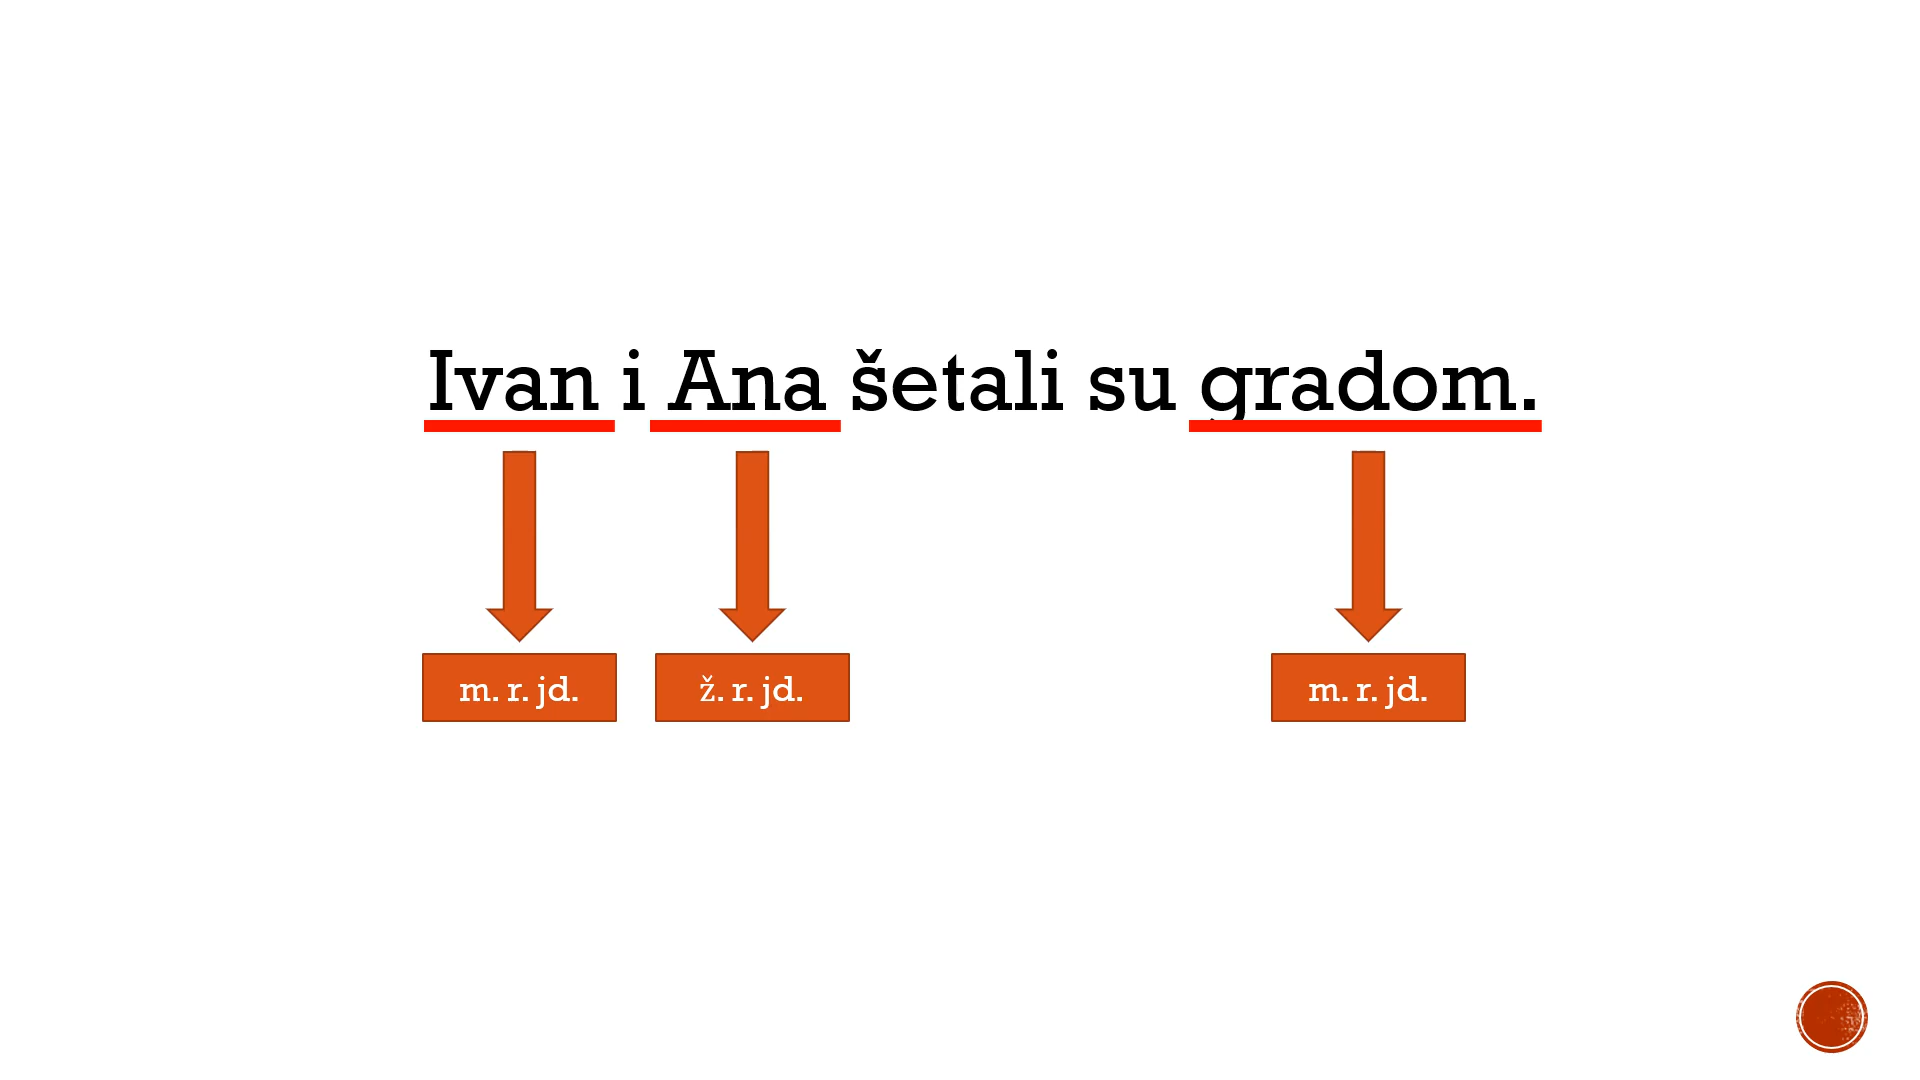 Ivan i Ana šetali su gradom.
m. r. jd. ž. r. jd. m. r. jd.